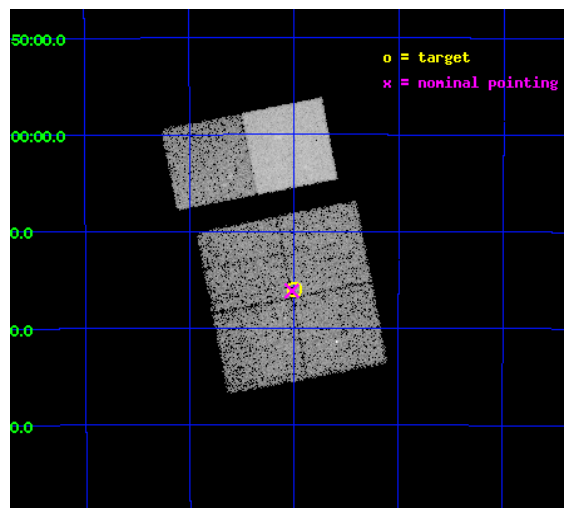 50:00.0
o = target
x = nominal pointing
00:00.0
0.0
0.0
0.0